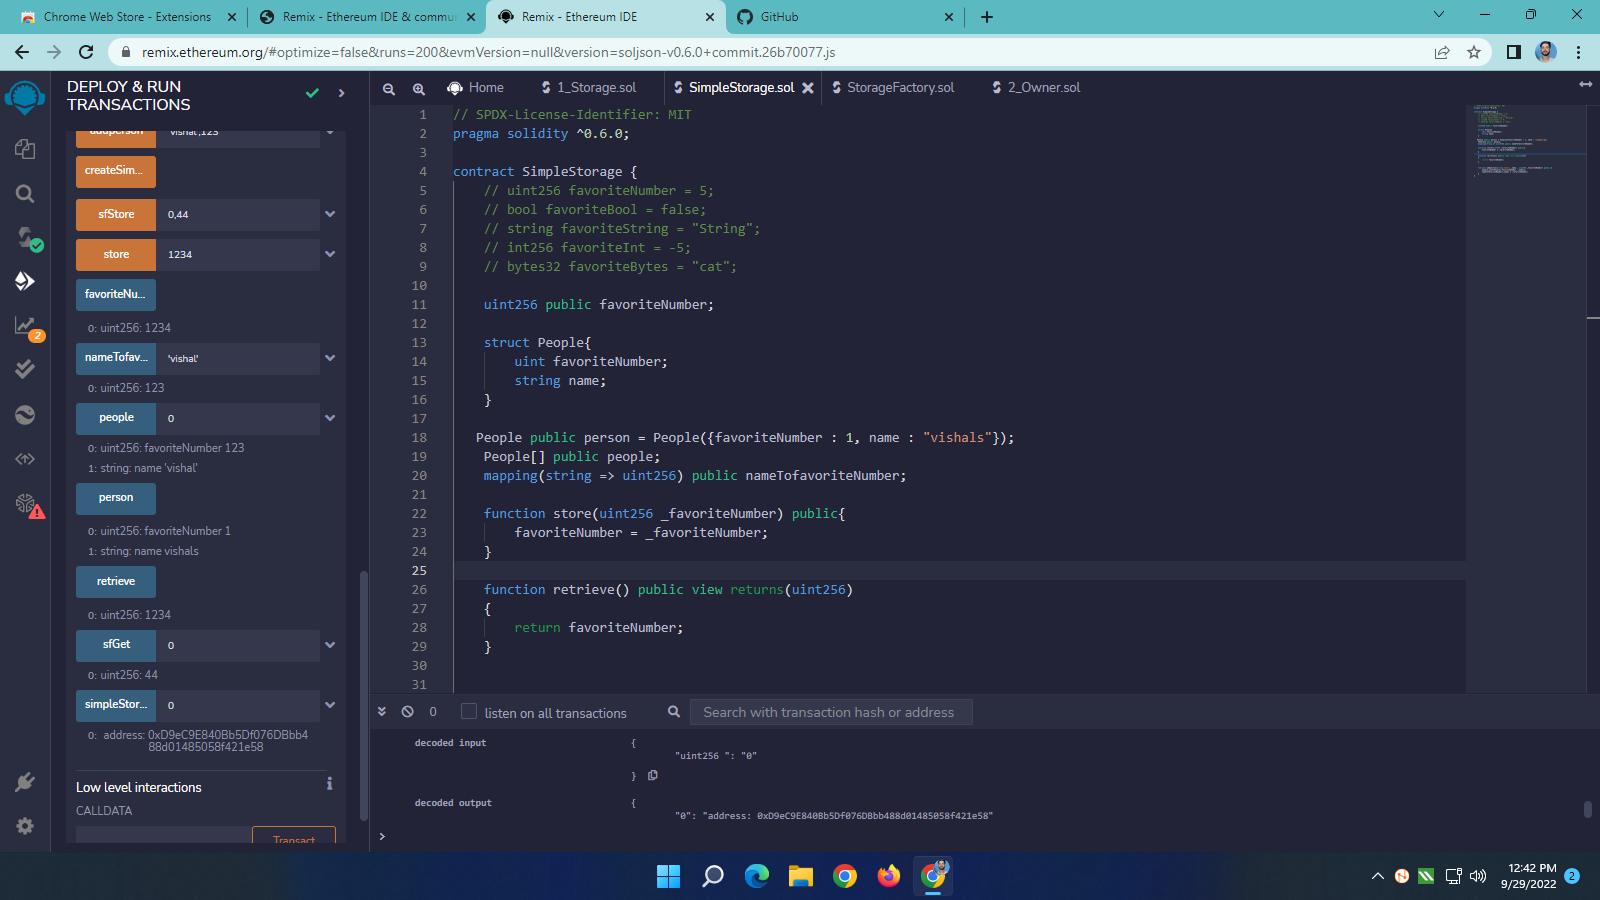 Chrome Web Store - Extensions
Remix - Ethereum IDE & commu
Remix - Ethereum IDE
GitHub
remix.ethereum.org/#optimize=false&runs=200&evmVersion=null&version=soljson-v0.6.0+commit.26b70077.js
DEPLOY & RUN
TRANSACTIONS
addperson
'vishal',123
createSim...
sfStore
0,44
store
1234
favoriteNu...
0: uint256: 1234
nameTofav...
'vishal'
0: uint256: 123
people
0
0: uint256: favoriteNumber 123
1: string: name 'vishal'
person
0: uint256: favoriteNumber 1
1: string: name vishals
retrieve
0: uint256: 1234
sfGet
0
0: uint256: 44
simpleStor...
0
0: address: 0xD9eC9E840Bb5Df076DBbb4
88d01485058f421e58
Low level interactions
i
CALLDATA
Transact
2
Home
1_Storage.sol
SimpleStorage.sol
StorageFactory.sol
2_Owner.sol
1 // SPDX-License-Identifier: MIT
2 pragma solidity ^0.6.0;
3
4 contract SimpleStorage {
5 // uint256 favoriteNumber = 5;
6 // bool favoriteBool = false;
7 // string favoriteString = "String";
8 // int256 favoriteInt = -5;
9 // bytes32 favoriteBytes = "cat";
10
11 uint256 public favoriteNumber;
12
13 struct People{
14 uint favoriteNumber;
15 string name;
16 }
17
18 People public person = People({favoriteNumber : 1, name : "vishals"});
19 People[] public people;
20 mapping(string => uint256) public nameTofavoriteNumber;
21
22 function store(uint256 _favoriteNumber) public{
23 favoriteNumber = _favoriteNumber;
24 }
25
26 function retrieve() public view returns(uint256)
27 {
28 return favoriteNumber;
29 }
30
31
0
listen on all transactions
Search with transaction hash or address
decoded input
{
"uint256 ": "0"
}
decoded output
{
"0": "address: 0xD9eC9E840Bb5Df076DBbb488d01485058f421e58"
>
12:42 PM
9/29/2022
2